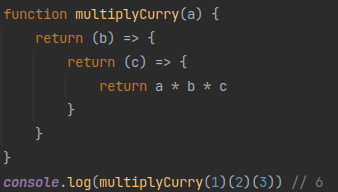 function multiplyCurry(a) {
    return (b) => {
        return (c) => {
            return a * b * c
        }
    }
}
console.log(multiplyCurry(1)(2)(3)) // 6